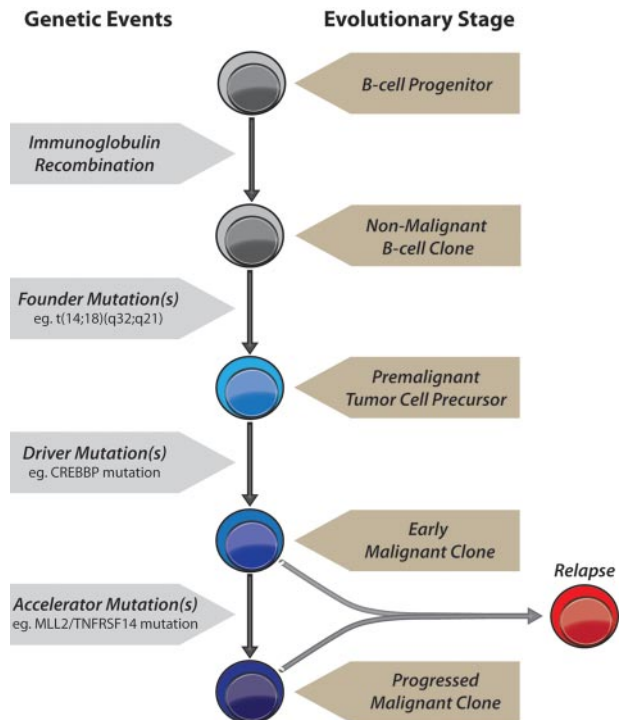 Genetic Events
Evolutionary Stage
B-cell Progenitor
Immunoglobulin
Recombination
Non-Malignant
B-cell Clone
Founder Mutation(s)
eg. t(14;18)(q32;q21)
Premalignant
Tumor Cell Precursor
Driver Mutation(s)
eg. CREBBP mutation
Early
Malignant Clone
Relapse
Accelerator Mutation(s)
eg. MLL2/TNFRSF14 mutation
Progressed
Malignant Clone